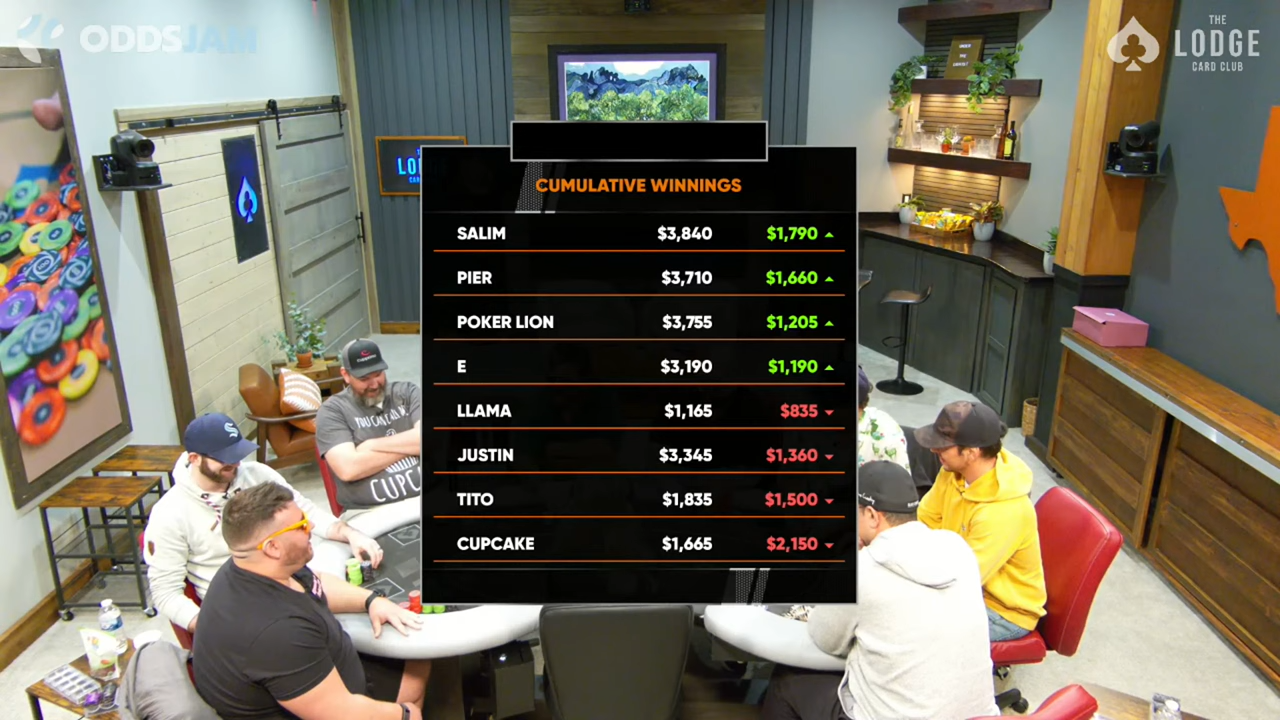 ODDSJAM
THE
LODGE
CARD CLUB
CUMULATIVE WINNINGS
SALIM $3,840 $1,790
PIER $3,710 $1,660
POKER LION $3,755 $1,205
E $3,190 $1,190
LLAMA $1,165 $835
JUSTIN $3,345 $1,360
TITO $1,835 $1,500
CUPCAKE $1,665 $2,150
LO